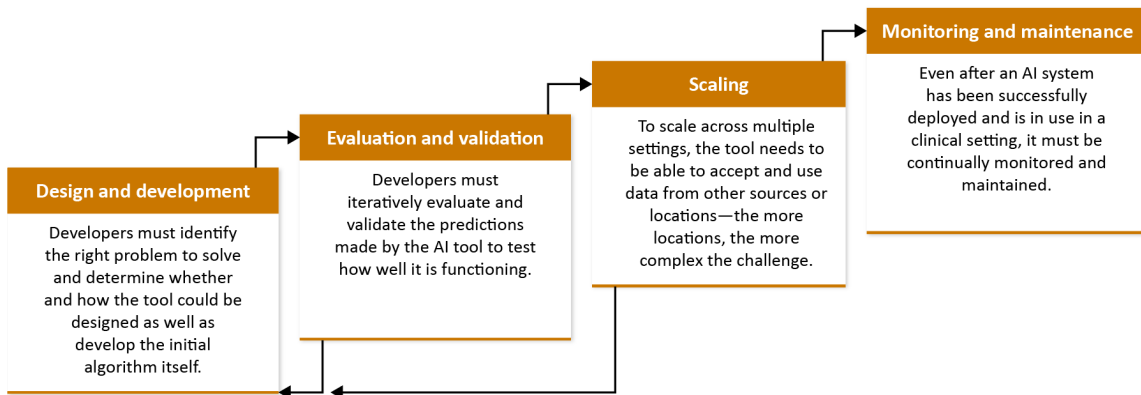 Design and development
Developers must identify
the right problem to solve
and determine whether
and how the tool could be
designed as well as
develop the initial
algorithm itself.
Evaluation and validation
Developers must
iteratively evaluate and
validate the predictions
made by the AI tool to test
how well it is functioning.
Scaling
To scale across multiple
settings, the tool needs to
be able to accept and use
data from other sources or
locations—the more
locations, the more
complex the challenge.
Monitoring and maintenance
Even after an AI system
has been successfully
deployed and is in use in a
clinical setting, it must be
continually monitored and
maintained.